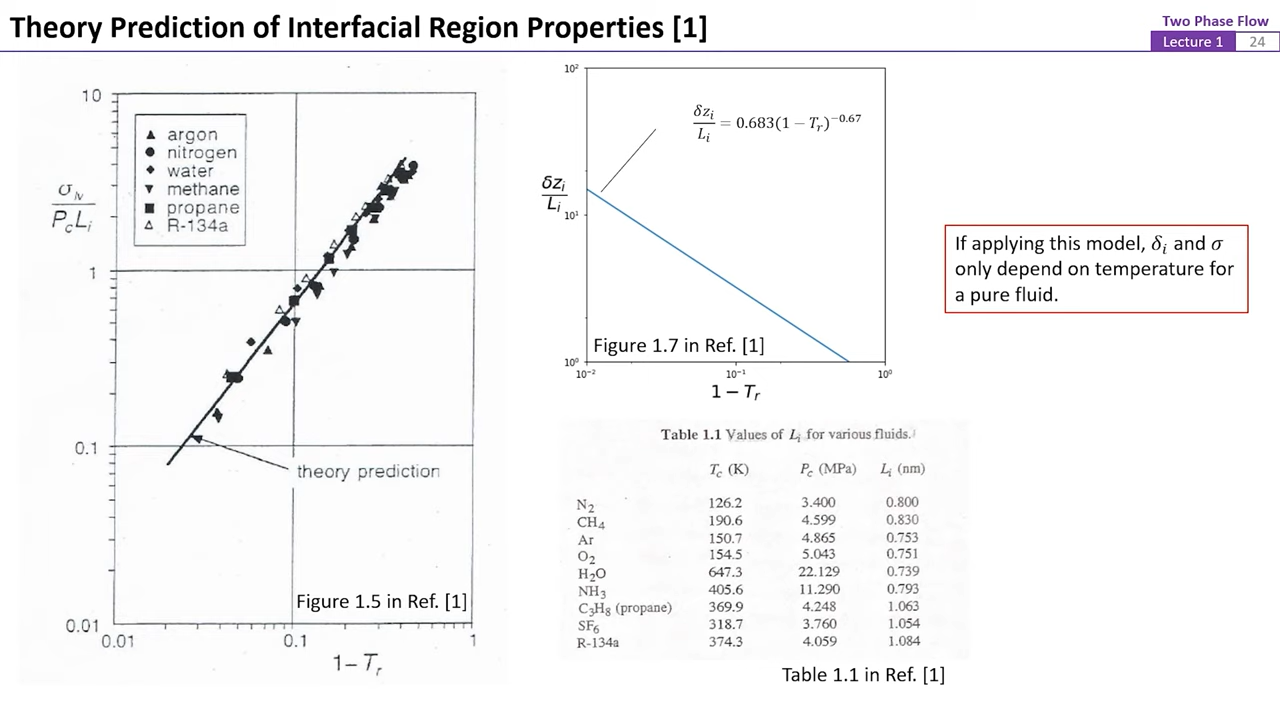 Theory Prediction of Interfacial Region Properties [1]
Two Phase Flow
Lecture 1 24
10
1
0.1
0.01
0.01 0.1 1
σ_lv / P_c L_i
1− T_r
argon
nitrogen
water
methane
propane
R-134a
theory prediction
Figure 1.5 in Ref. [1]
10²
10¹
10⁰
10⁻² 10⁻¹ 10⁰
δz_i / L_i
1 − T_r
δz_i / L_i = 0.683(1 − T_r)^−0.67
Figure 1.7 in Ref. [1]
If applying this model, δ_i and σ
only depend on temperature for
a pure fluid.
Table 1.1 Values of L_i for various fluids.
T_c (K) P_c (MPa) L_i (nm)
N₂ 126.2 3.400 0.800
CH₄ 190.6 4.599 0.830
Ar 150.7 4.865 0.753
O₂ 154.5 5.043 0.751
H₂O 647.3 22.129 0.739
NH₃ 405.6 11.290 0.793
C₃H₈ (propane) 369.9 4.248 1.063
SF₆ 318.7 3.760 1.054
R-134a 374.3 4.059 1.084
Table 1.1 in Ref. [1]